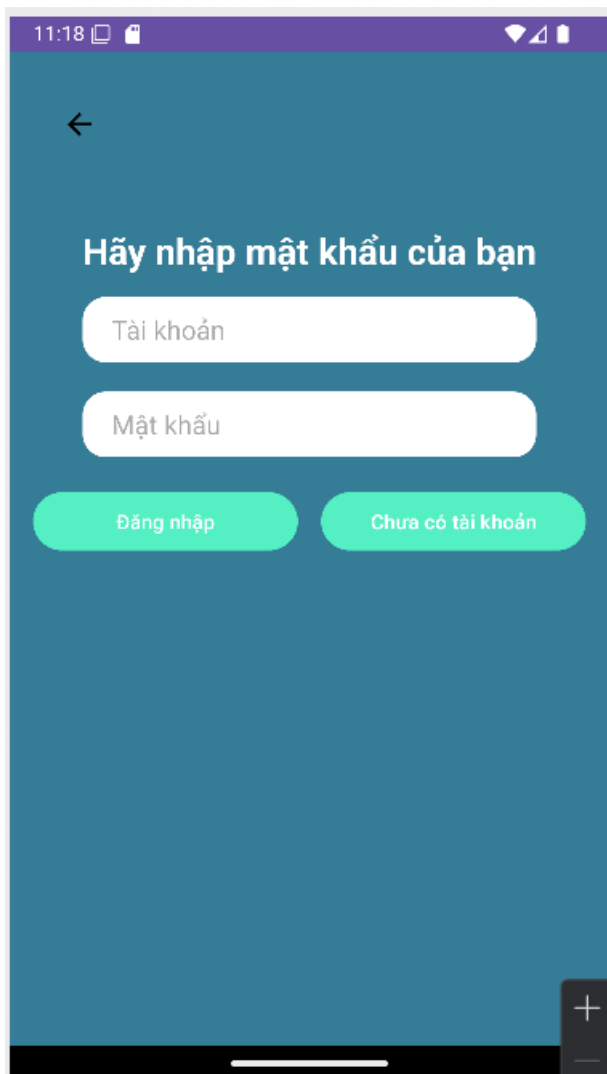 11:18
Hãy nhập mật khẩu của bạn
Tài khoản
Mật khẩu
Đăng nhập
Chưa có tài khoản